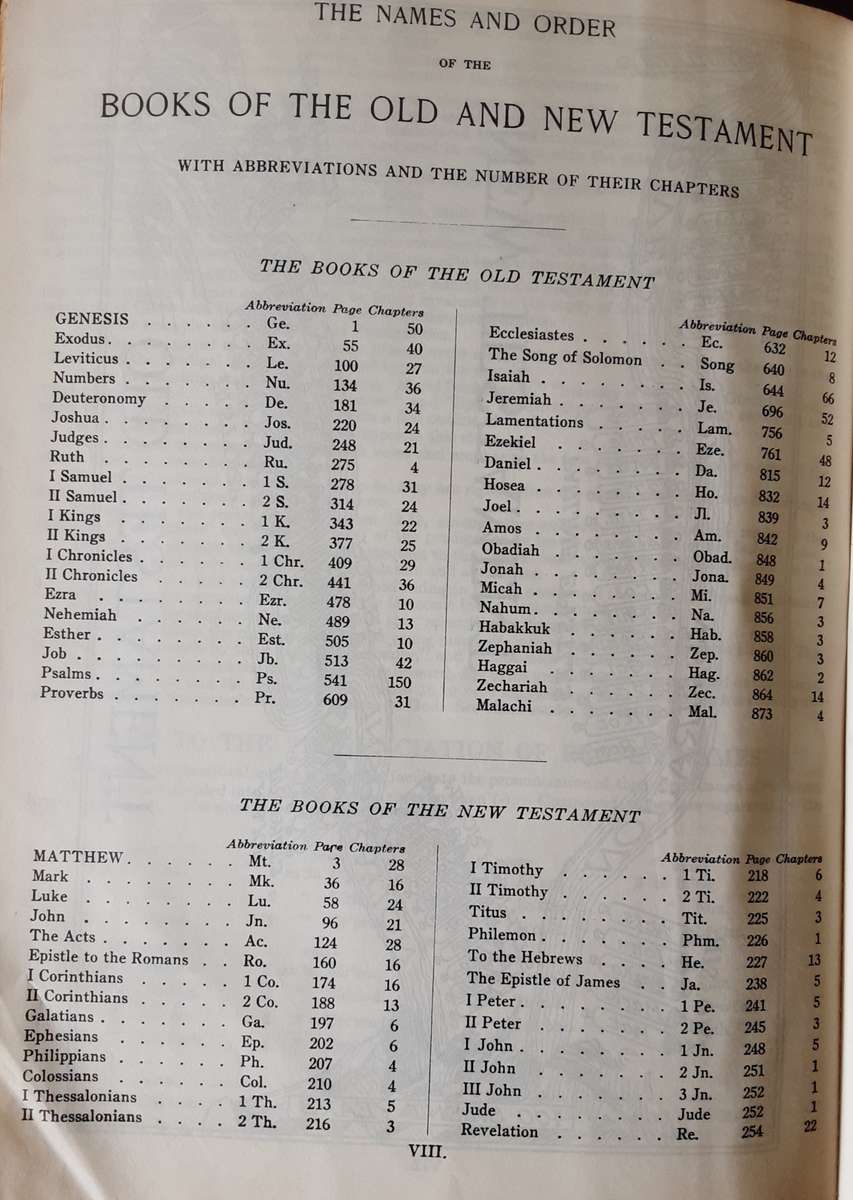 THE NAMES AND ORDER
OF THE
BOOKS OF THE OLD AND NEW TESTAMENT
WITH ABBREVIATIONS AND THE NUMBER OF THEIR CHAPTERS
THE BOOKS OF THE OLD TESTAMENT
Abbreviation Page Chapters
GENESIS . . . . . . Ge. 1 50
Exodus . . . . . . . Ex. 55 40
Leviticus . . . . . . Le. 100 27
Numbers . . . . . . Nu. 134 36
Deuteronomy . . . . . De. 181 34
Joshua . . . . . . . Jos. 220 24
Judges . . . . . . . Jud. 248 21
Ruth . . . . . . . Ru. 275 4
I Samuel . . . . . . 1 S. 278 31
II Samuel . . . . . . 2 S. 314 24
I Kings . . . . . . 1 K. 343 22
II Kings . . . . . . 2 K. 377 25
I Chronicles . . . . . 1 Chr. 409 29
II Chronicles . . . . . 2 Chr. 441 36
Ezra . . . . . . . Ezr. 478 10
Nehemiah . . . . . . Ne. 489 13
Esther . . . . . . . Est. 505 10
Job . . . . . . . . Jb. 513 42
Psalms . . . . . . . Ps. 541 150
Proverbs . . . . . . Pr. 609 31
Abbreviation Page Chapters
Ecclesiastes . . . . . . Ec. 632 12
The Song of Solomon . . Song 640 8
Isaiah . . . . . . . . Is. 644 66
Jeremiah . . . . . . . Je. 696 52
Lamentations . . . . . Lam. 756 5
Ezekiel . . . . . . . Eze. 761 48
Daniel . . . . . . . Da. 815 12
Hosea . . . . . . . . Ho. 832 14
Joel . . . . . . . . Jl. 839 3
Amos . . . . . . . Am. 842 9
Obadiah . . . . . . Obad. 848 1
Jonah . . . . . . . Jona. 849 4
Micah . . . . . . . Mi. 851 7
Nahum . . . . . . . Na. 856 3
Habakkuk . . . . . . Hab. 858 3
Zephaniah . . . . . . Zep. 860 3
Haggai . . . . . . . Hag. 862 2
Zechariah . . . . . . Zec. 864 14
Malachi . . . . . . . Mal. 873 4
THE BOOKS OF THE NEW TESTAMENT
Abbreviation Page Chapters
MATTHEW . . . . . . Mt. 3 28
Mark . . . . . . . Mk. 36 16
Luke . . . . . . . Lu. 58 24
John . . . . . . . Jn. 96 21
The Acts . . . . . . . Ac. 124 28
Epistle to the Romans . . Ro. 160 16
I Corinthians . . . . . 1 Co. 174 16
II Corinthians . . . . . 2 Co. 188 13
Galatians . . . . . . . Ga. 197 6
Ephesians . . . . . . Ep. 202 6
Philippians . . . . . . Ph. 207 4
Colossians . . . . . . Col. 210 4
I Thessalonians . . . . 1 Th. 213 5
II Thessalonians . . . . 2 Th. 216 3
Abbreviation Page Chapters
I Timothy . . . . . . 1 Ti. 218 6
II Timothy . . . . . . 2 Ti. 222 4
Titus . . . . . . . . Tit. 225 3
Philemon . . . . . . . Phm. 226 1
To the Hebrews . . . . He. 227 13
The Epistle of James . . Ja. 238 5
I Peter . . . . . . . . 1 Pe. 241 5
II Peter . . . . . . . 2 Pe. 245 3
I John . . . . . . . . 1 Jn. 248 5
II John . . . . . . . 2 Jn. 251 1
III John . . . . . . . 3 Jn. 252 1
Jude . . . . . . . . Jude 252 1
Revelation . . . . . . Re. 254 22
VIII.